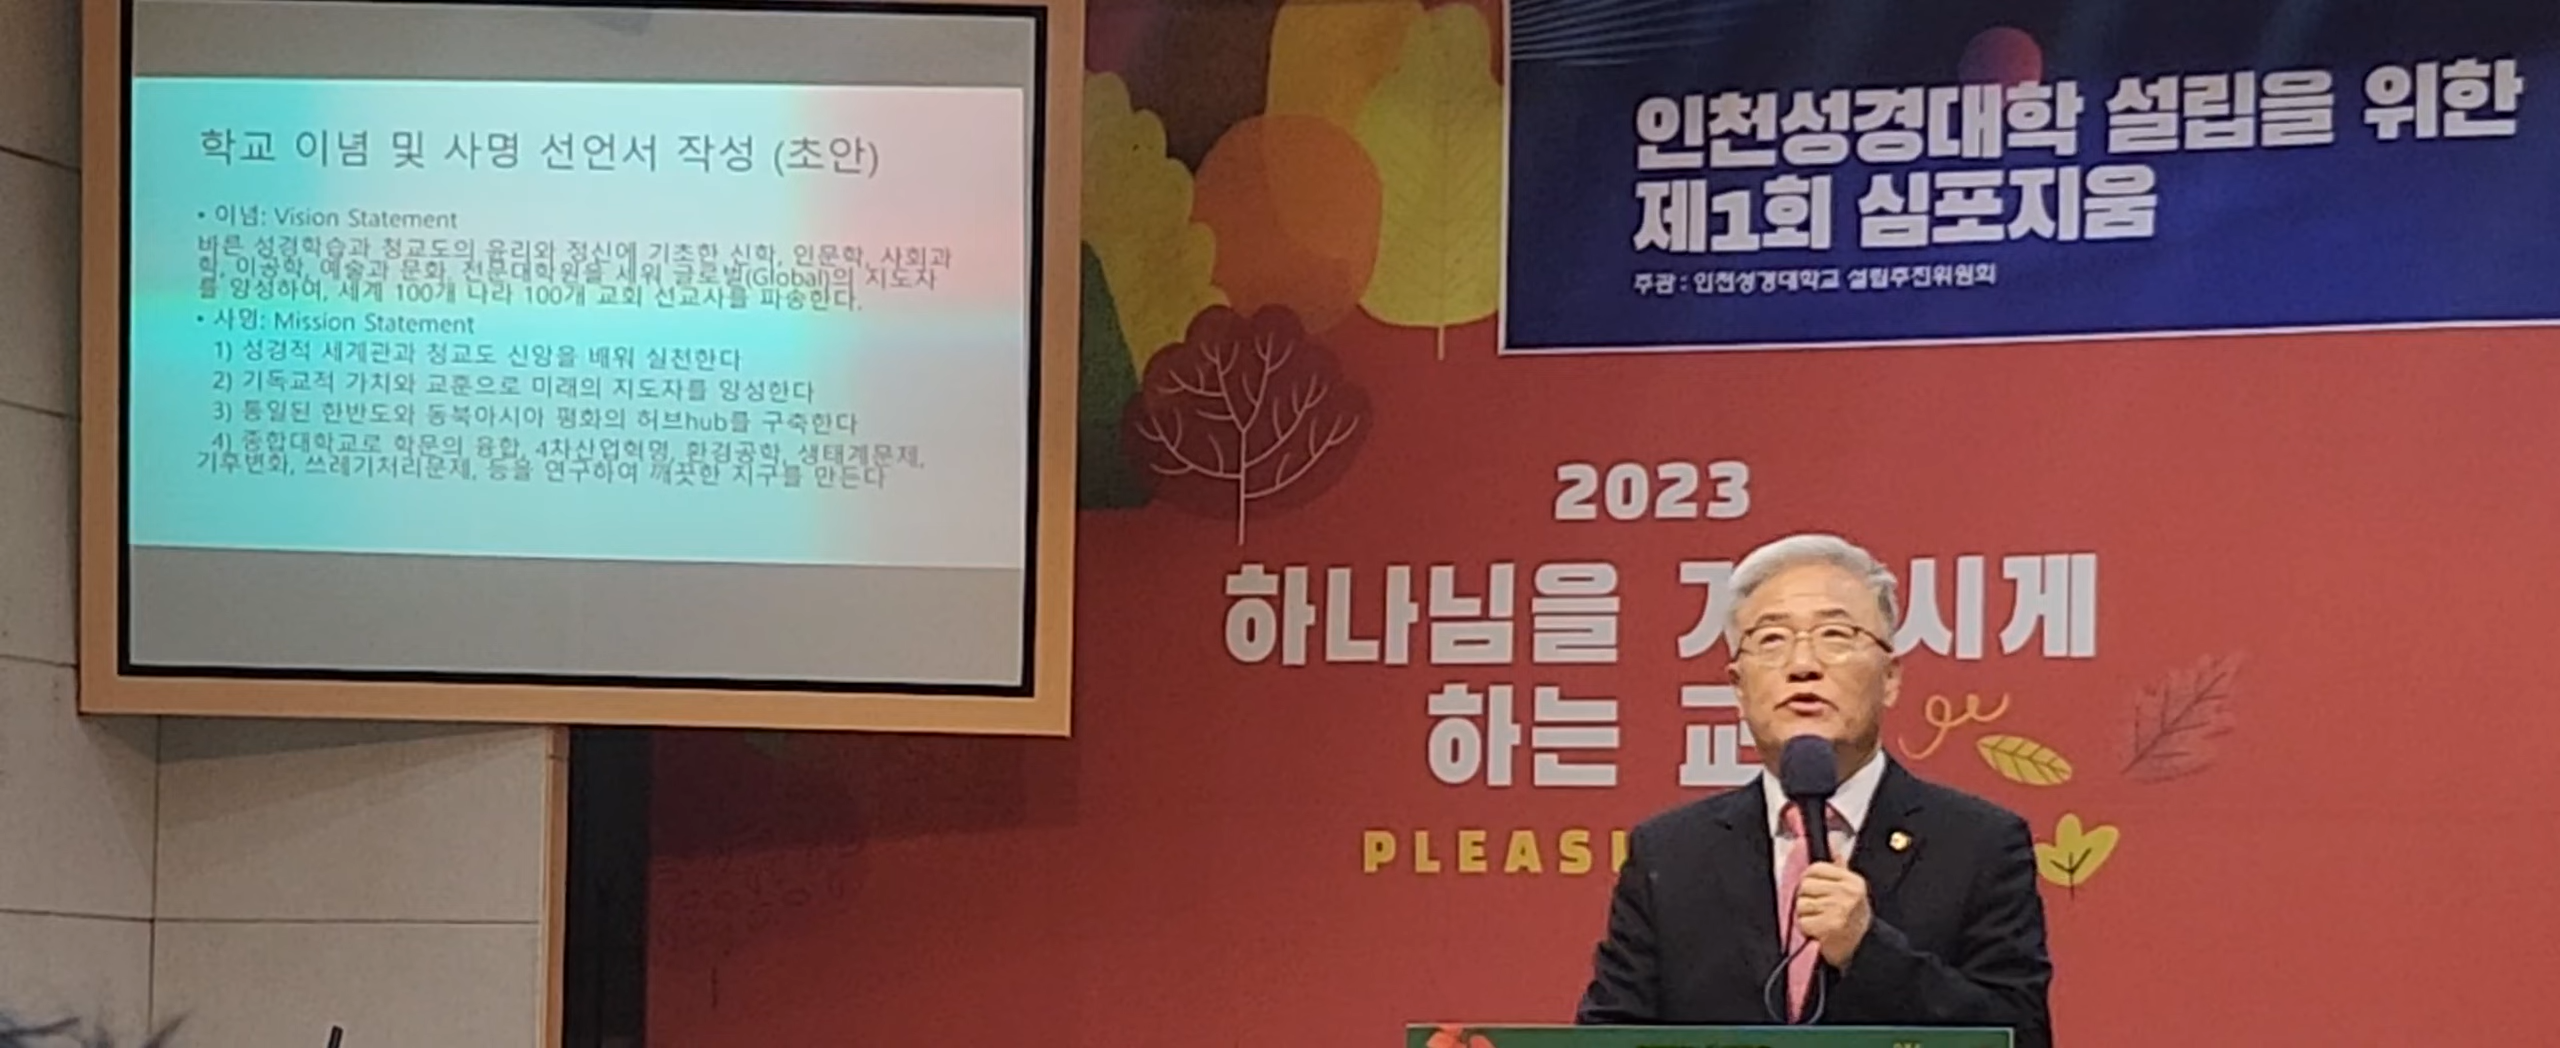 학교 이념 및 사명 선언서 작성 (초안)
• 이념: Vision Statement
바른 성경학습과 청교도의 윤리와 정신에 기초한 신학, 인문학, 사회과
학, 이공학, 예술과 문화, 전문대학원을 세워 글로벌(Global)의 지도자
를 양성하여, 세계 100개 나라 100개 교회 선교사를 파송한다.
• 사명: Mission Statement
1) 성경적 세계관과 청교도 신앙을 배워 실천한다
2) 기독교적 가치와 교훈으로 미래의 지도자를 양성한다
3) 통일된 한반도와 동북아시아 평화의 허브hub를 구축한다
4) 종합대학교로 학문의 융합, 4차산업혁명, 환경공학, 생태계문제,
기후변화, 쓰레기처리문제, 등을 연구하여 깨끗한 지구를 만든다
인천성경대학 설립을 위한
제1회 심포지움
주관 : 인천성경대학교 설립추진위원회
2023
하나님을 시게
하는 교
PLEAS